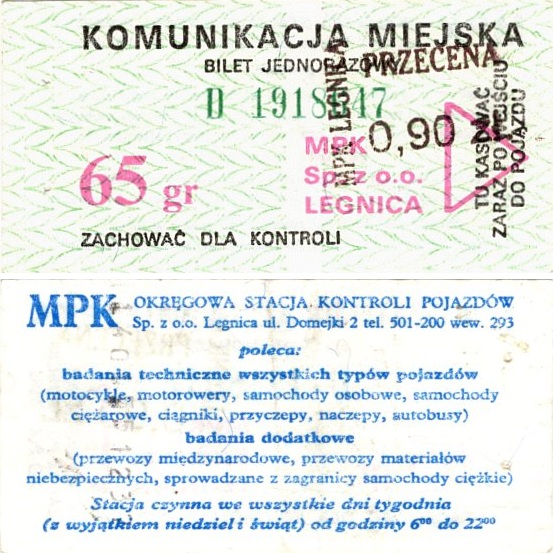 KOMUNIKACJA MIEJSKA
BILET JEDNORAZOWY
PRZECENA
MPK LEGNICA
D 1918647
0,90
65 gr
MPK
Sp. z o.o.
LEGNICA
TU KASOWAĆ
ZARAZ PO WEJŚCIU
DO POJAZDU
ZACHOWAĆ DLA KONTROLI
MPK OKRĘGOWA STACJA KONTROLI POJAZDÓW
Sp. z o.o. Legnica ul. Domejki 2 tel. 501-200 wew. 293
poleca:
badania techniczne wszystkich typów pojazdów
(motocykle, motorowery, samochody osobowe, samochody
ciężarowe, ciągniki, przyczepy, naczepy, autobusy)
badania dodatkowe
(przewozy międzynarodowe, przewozy materiałów
niebezpiecznych, sprowadzane z zagranicy samochody ciężkie)
Stacja czynna we wszystkie dni tygodnia
(z wyjątkiem niedziel i świąt) od godziny 6⁰⁰ do 22⁰⁰